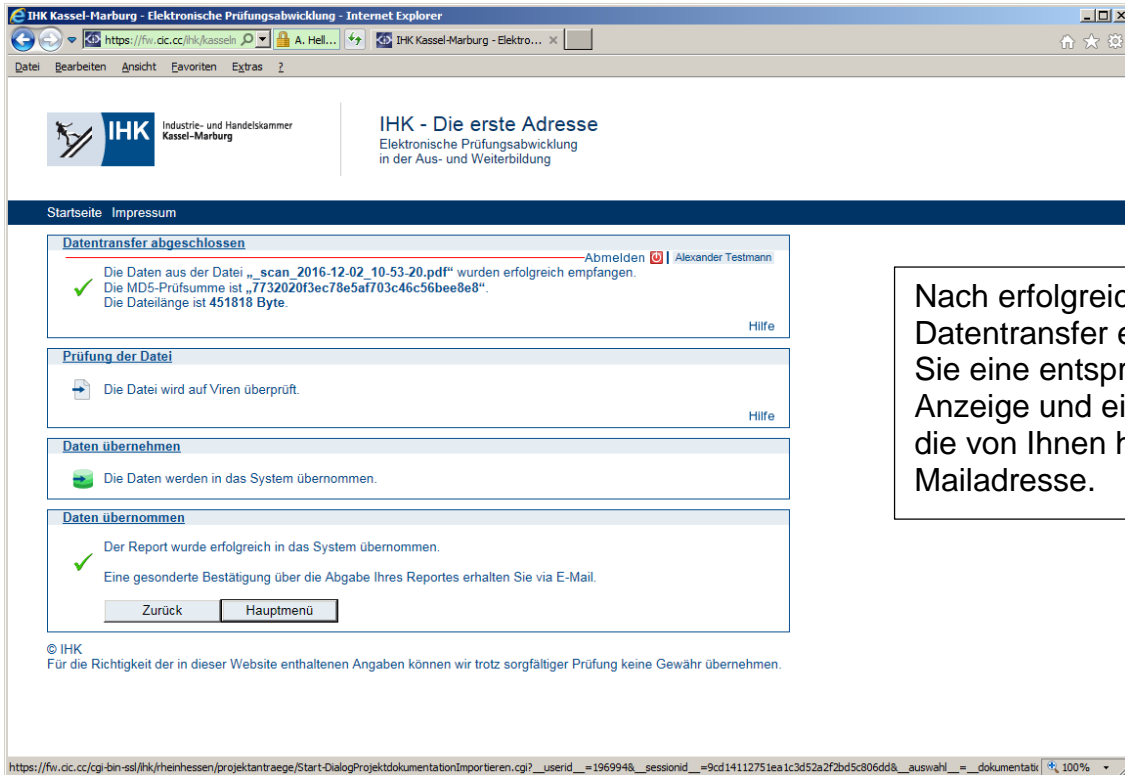 IHK Kassel-Marburg - Elektronische Prüfungsabwicklung - Internet Explorer
https://fw.cic.cc/ihk/kasseln
A. Hell...
IHK Kassel-Marburg - Elektro...
Datei Bearbeiten Ansicht Favoriten Extras ?
IHK
Industrie- und Handelskammer
Kassel-Marburg
IHK - Die erste Adresse
Elektronische Prüfungsabwicklung
in der Aus- und Weiterbildung
Startseite Impressum
Datentransfer abgeschlossen
Abmelden | Alexander Testmann
Die Daten aus der Datei „_scan_2016-12-02_10-53-20.pdf“ wurden erfolgreich empfangen.
Die MD5-Prüfsumme ist „7732020f3ec78e5af703c46c56bee8e8“.
Die Dateilänge ist 451818 Byte.
Hilfe
Prüfung der Datei
Die Datei wird auf Viren überprüft.
Hilfe
Daten übernehmen
Die Daten werden in das System übernommen.
Daten übernommen
Der Report wurde erfolgreich in das System übernommen.
Eine gesonderte Bestätigung über die Abgabe Ihres Reportes erhalten Sie via E-Mail.
Zurück Hauptmenü
© IHK
Für die Richtigkeit der in dieser Website enthaltenen Angaben können wir trotz sorgfältiger Prüfung keine Gewähr übernehmen.
Nach erfolgreic
Datentransfer e
Sie eine entspr
Anzeige und ei
die von Ihnen h
Mailadresse.
https://fw.cic.cc/cgi-bin-ssl/ihk/rheinhessen/projektantraege/Start-DialogProjektdokumentationImportieren.cgi?__userid__=196994&__sessionid__=9cd14112751ea1c3d52a2f2bd5c806dd&__auswahl__=__dokumentatic 100%